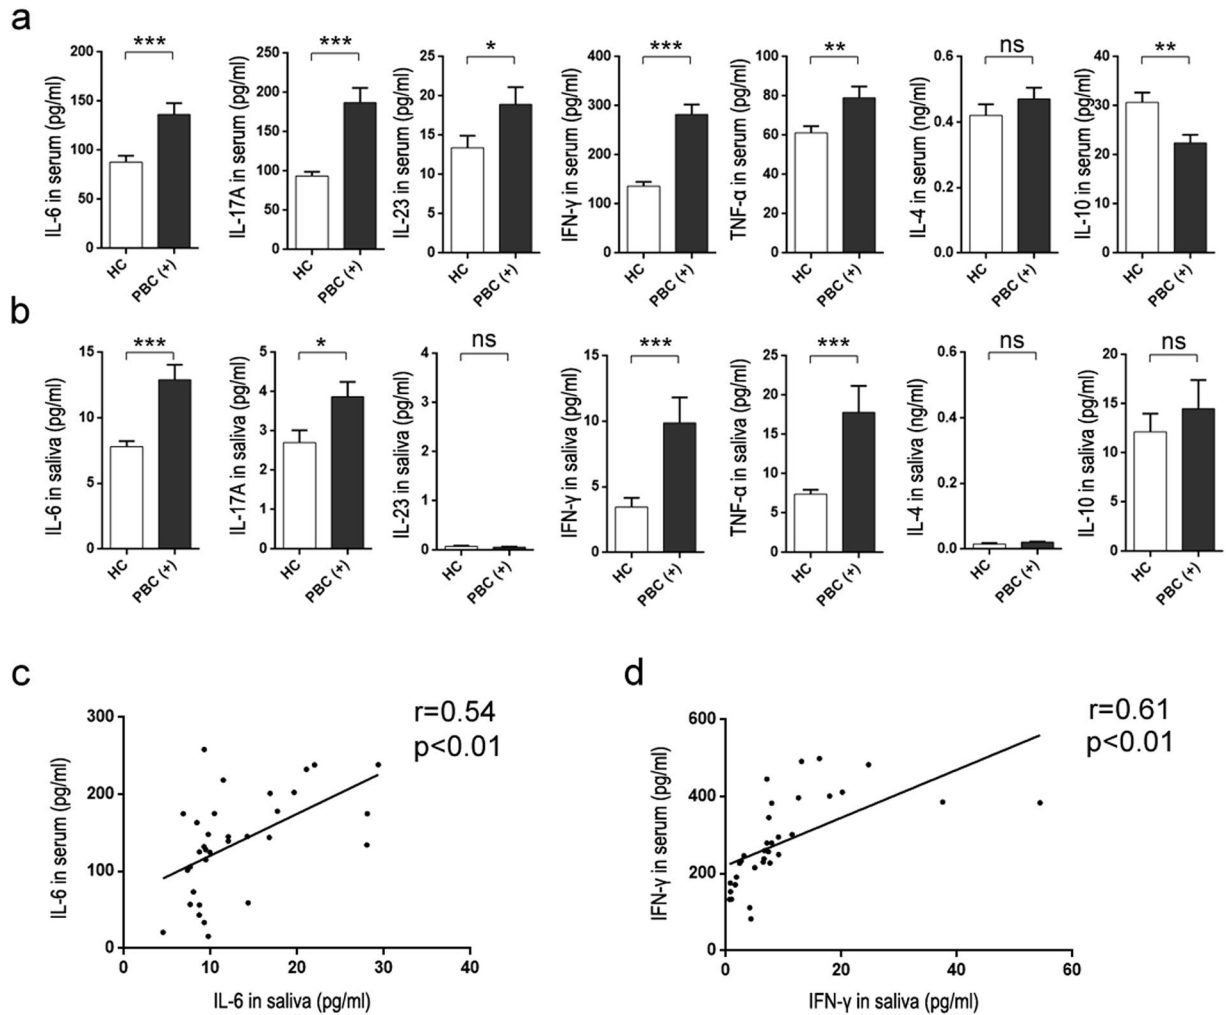 a
*** *** * *** ** ns **
IL-6 in serum (pg/ml)
200
150
100
50
0
HC
PBC (+)
IL-17A in serum (pg/ml)
250
200
150
100
50
0
HC
PBC (+)
IL-23 in serum (pg/ml)
25
20
15
10
5
0
HC
PBC (+)
IFN-γ in serum (pg/ml)
400
300
200
100
0
HC
PBC (+)
TNF-α in serum (pg/ml)
100
80
60
40
20
0
HC
PBC (+)
IL-4 in serum (ng/ml)
0.6
0.4
0.2
0.0
HC
PBC (+)
IL-10 in serum (pg/ml)
40
30
20
10
0
HC
PBC (+)
b
*** * ns *** *** ns ns
IL-6 in saliva (pg/ml)
15
10
5
0
HC
PBC (+)
IL-17A in saliva (pg/ml)
5
4
3
2
1
0
HC
PBC (+)
IL-23 in saliva (pg/ml)
4
3
2
1
0
HC
PBC (+)
IFN-γ in saliva (pg/ml)
15
10
5
0
HC
PBC (+)
TNF-α in saliva (pg/ml)
25
20
15
10
5
0
HC
PBC (+)
IL-4 in saliva (ng/ml)
0.6
0.4
0.2
0.0
HC
PBC (+)
IL-10 in saliva (pg/ml)
20
15
10
5
0
HC
PBC (+)
c
r=0.54
p<0.01
IL-6 in serum (pg/ml)
300
200
100
0
0 10 20 30 40
IL-6 in saliva (pg/ml)
d
r=0.61
p<0.01
IFN-γ in serum (pg/ml)
600
400
200
0
0 20 40 60
IFN-γ in saliva (pg/ml)